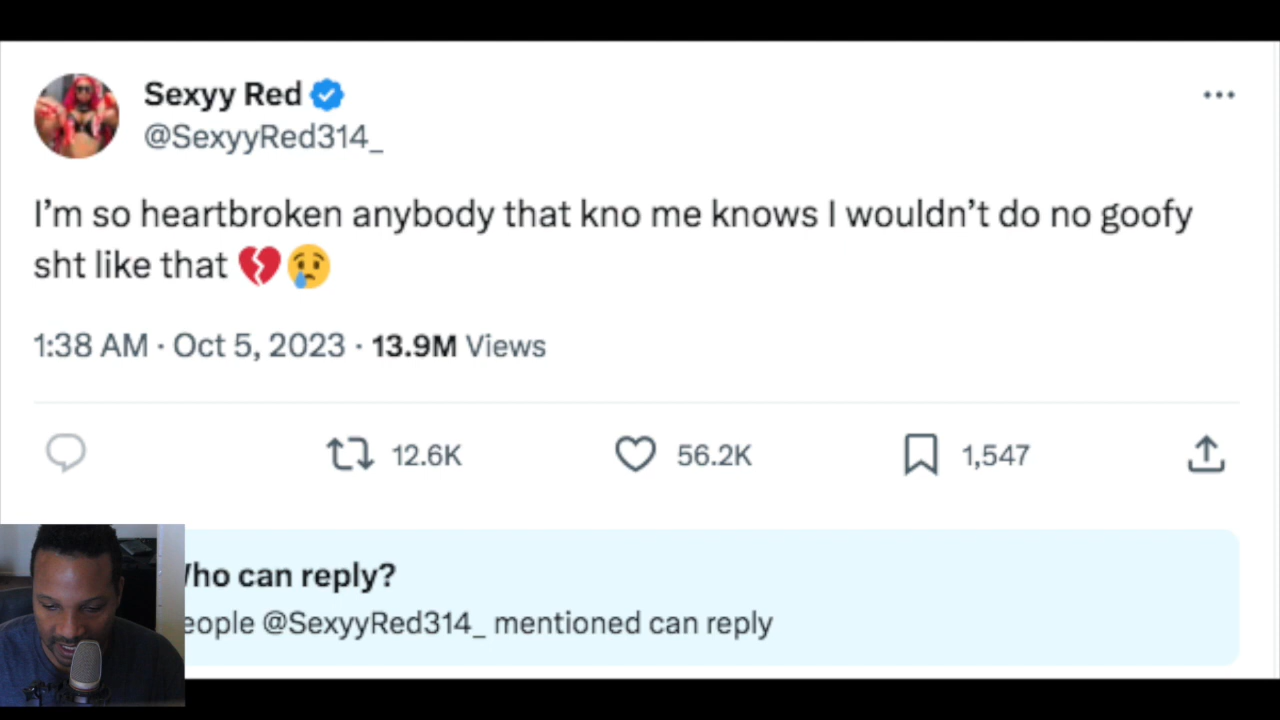 Sexyy Red
@SexyyRed314_
I'm so heartbroken anybody that kno me knows I wouldn't do no goofy
sht like that 💔😢
1:38 AM · Oct 5, 2023 · 13.9M Views
12.6K 56.2K 1,547
Who can reply?
eople @SexyyRed314_ mentioned can reply